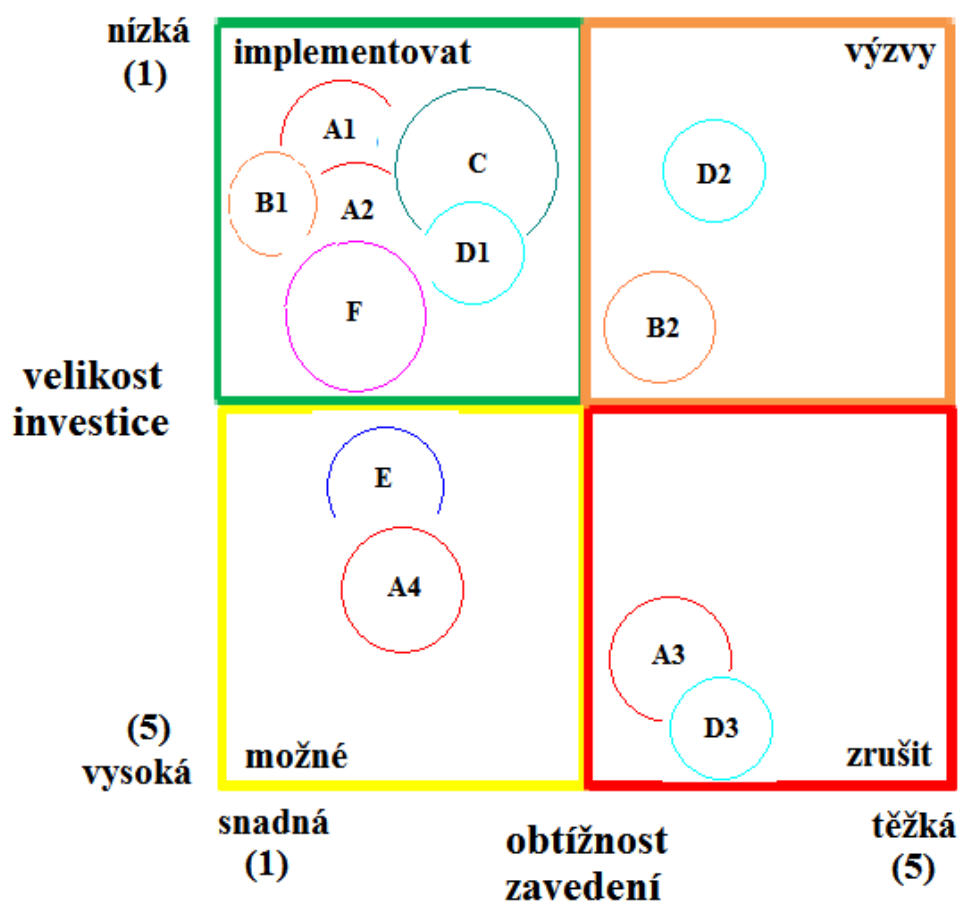 nízká
(1)
implementovat
výzvy
A1
C
D2
B1
A2
D1
F
B2
velikost
investice
E
A4
A3
D3
(5)
vysoká
možné
zrušit
snadná
(1)
obtížnost
zavedení
těžká
(5)